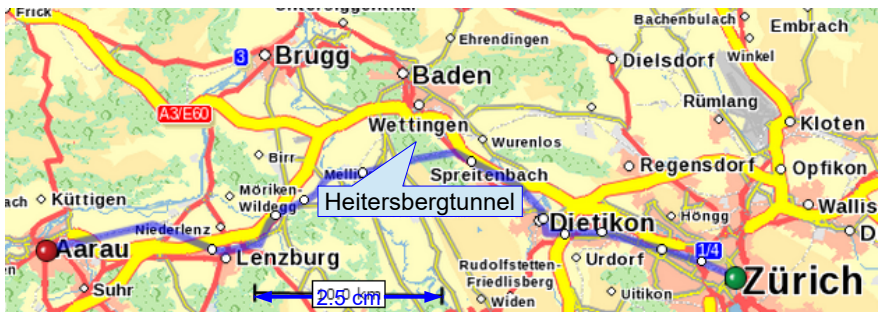 Frick
Bachenbulach
Embrach
Ehrendingen
3
Brugg
Dielsdorf
Winkel
Baden
Rümlang
A3/E60
Wettingen
Kloten
Wurenlos
Birr
Regensdorf
Opfikon
Spreitenbach
Küttigen
Möriken-
Wildegg
Heitersbergtunnel
Wallis
Niederlenz
Dietikon
Höngg
D
Aarau
Lenzburg
Rudolfstetten-
Friedlisberg
Urdorf
1/4
Zürich
Suhr
2.5 cm
Widen
Uitikon